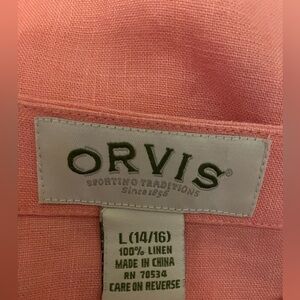 ORVIS®
SPORTING TRADITIONS
Since 1856
L (14/16)
100% LINEN
MADE IN CHINA
RN 70534
CARE ON REVERSE